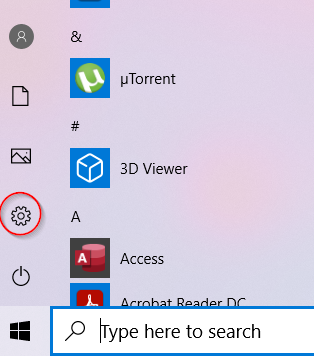 &
µTorrent
#
3D Viewer
A
Access
Acrobat Reader DC
Type here to search